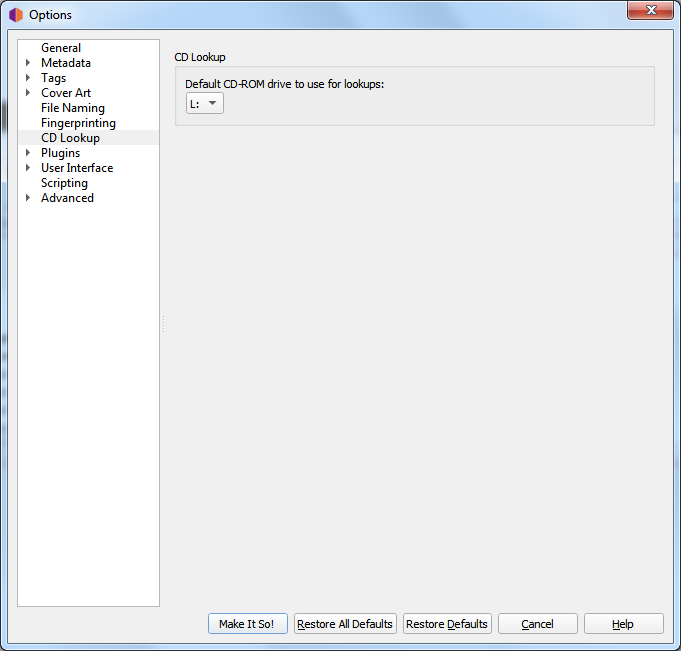 Options
General
Metadata
Tags
Cover Art
File Naming
Fingerprinting
CD Lookup
Plugins
User Interface
Scripting
Advanced
CD Lookup
Default CD-ROM drive to use for lookups:
L:
Make It So!
Restore All Defaults
Restore Defaults
Cancel
Help